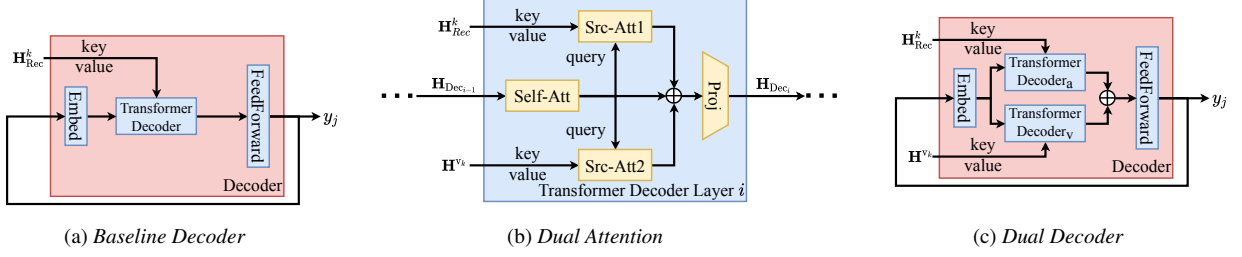 H^k_Rec
key
value
Embed
Transformer
Decoder
FeedForward
y_j
Decoder
(a) Baseline Decoder
H^k_Rec
key
value
Src-Att1
query
H_Dec_{i−1}
Self-Att
Proj
H_Dec_i
query
H^{v_k}
key
value
Src-Att2
Transformer Decoder Layer i
(b) Dual Attention
H^k_Rec
key
value
Transformer
Decoder_a
Embed
Transformer
Decoder_v
FeedForward
y_j
H^{v_k}
key
value
Decoder
(c) Dual Decoder